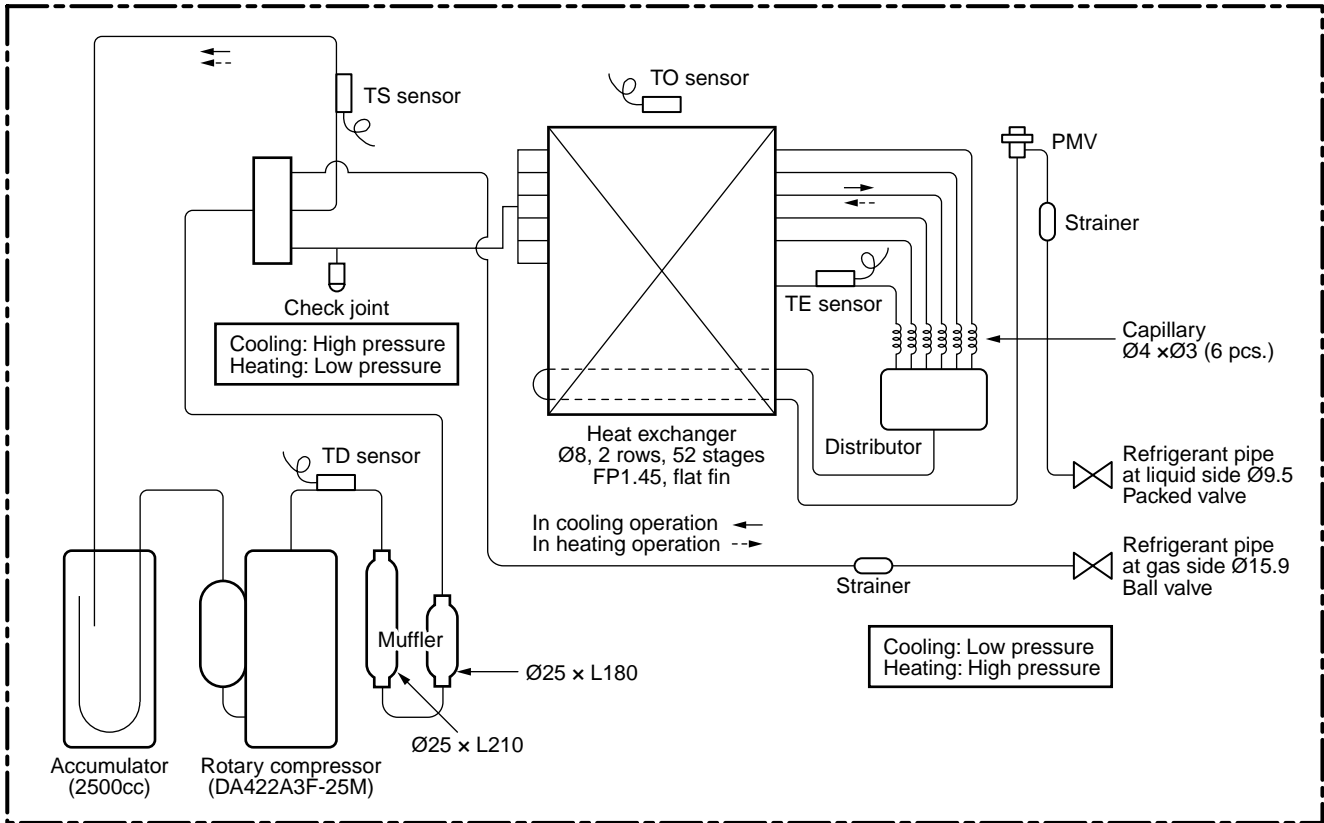 TS sensor
TO sensor
PMV
Strainer
Check joint
Cooling: High pressure
Heating: Low pressure
TE sensor
Capillary
Ø4 ×Ø3 (6 pcs.)
Heat exchanger
Ø8, 2 rows, 52 stages
FP1.45, flat fin
Distributor
Refrigerant pipe
at liquid side Ø9.5
Packed valve
TD sensor
In cooling operation
In heating operation
Strainer
Refrigerant pipe
at gas side Ø15.9
Ball valve
Muffler
Cooling: Low pressure
Heating: High pressure
Ø25 × L180
Ø25 × L210
Accumulator
(2500cc)
Rotary compressor
(DA422A3F-25M)